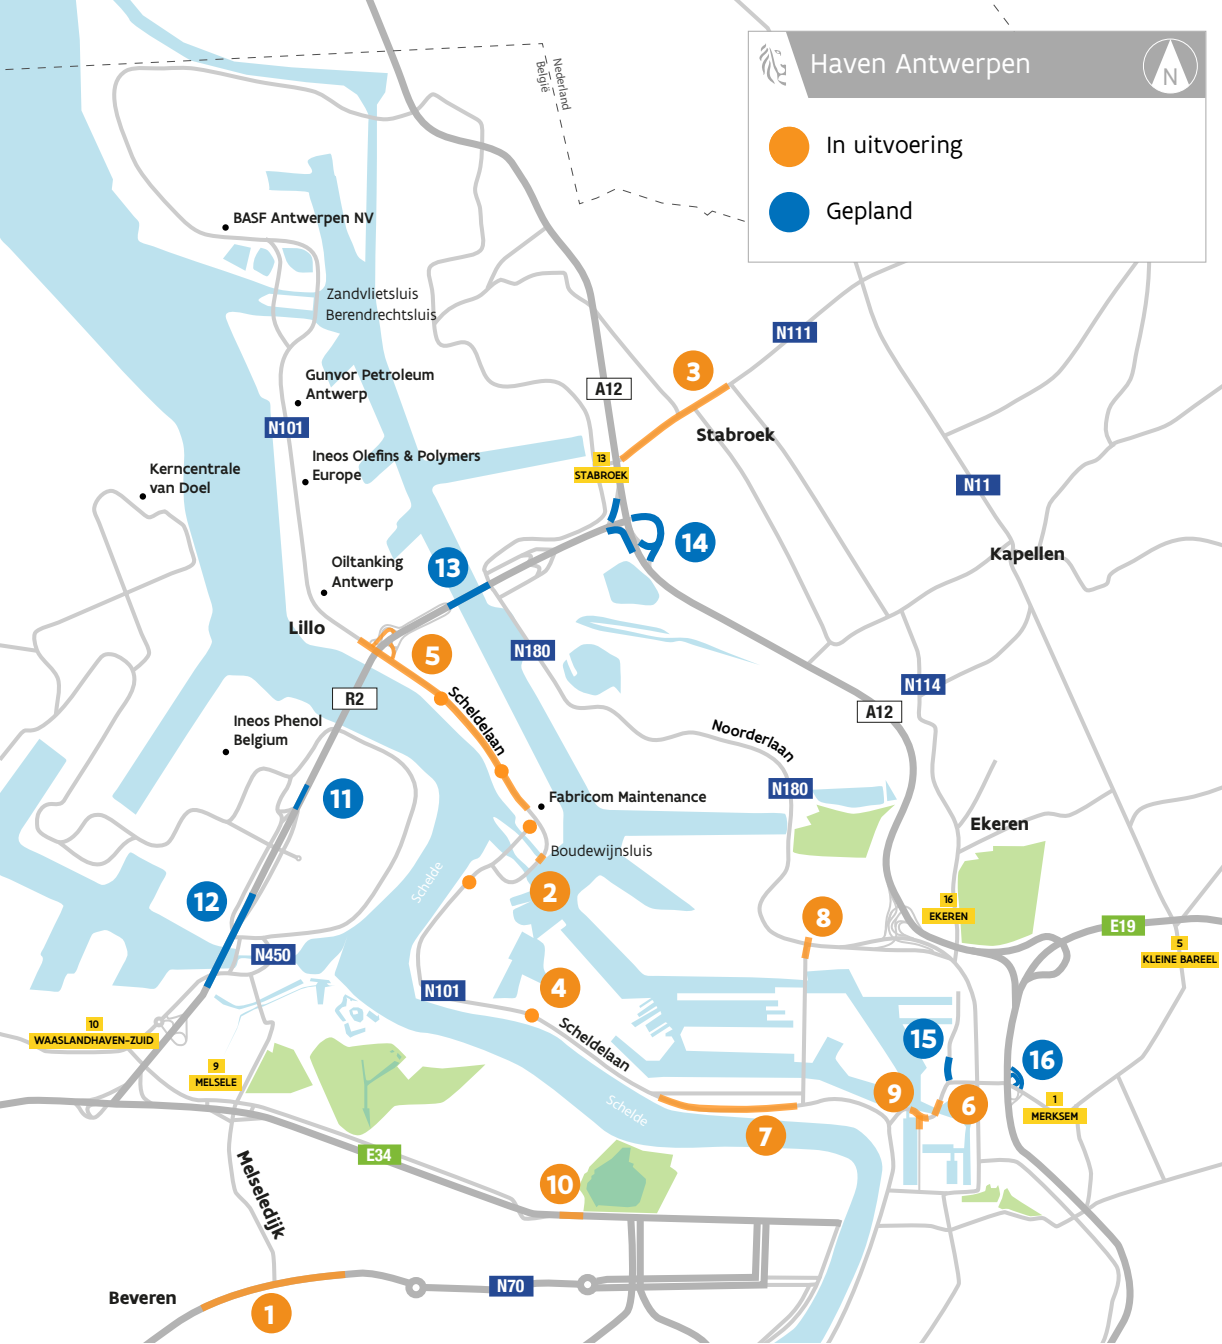 Haven Antwerpen
N
In uitvoering
Gepland
Nederland
België
BASF Antwerpen NV
Zandvlietsluis
Berendrechtsluis
N111
Gunvor Petroleum
Antwerp
3
A12
N101
Stabroek
Ineos Olefins & Polymers
Europe
13
STABROEK
Kerncentrale
van Doel
N11
14
Kapellen
Oiltanking
Antwerp
13
Lillo
5
N180
R2
N114
A12
Scheldelaan
Ineos Phenol
Belgium
Noorderlaan
N180
11
Fabricom Maintenance
Ekeren
Boudewijnsluis
Schelde
2
12
16
EKEREN
8
E19
5
KLEINE BAREEL
N450
N101
4
10
WAASLANDHAVEN-ZUID
Scheldelaan
15
16
9
MELSELE
9
6
1
MERKSEM
Schelde
7
E34
Melseledijk
10
N70
Beveren
1